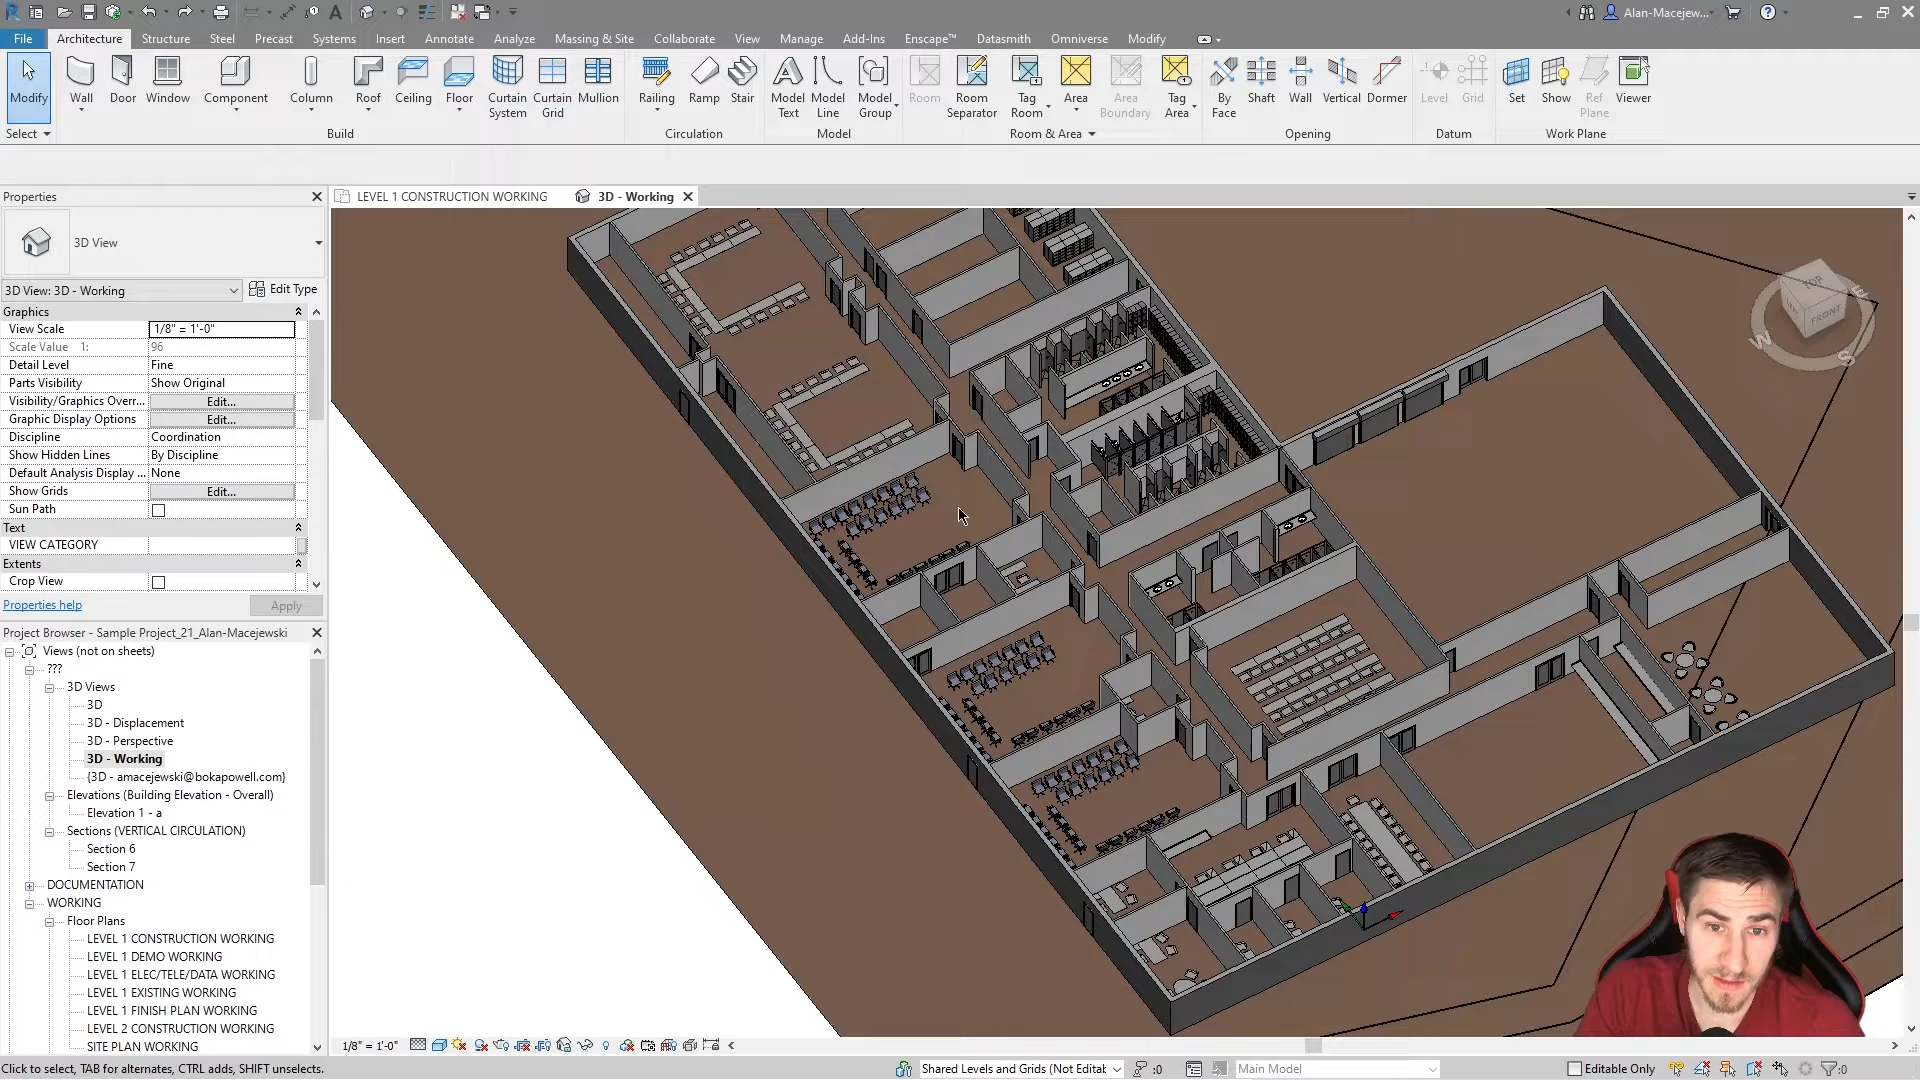 Alan-Macejew...
File Architecture Structure Steel Precast Systems Insert Annotate Analyze Massing & Site Collaborate View Manage Add-Ins Enscape™ Datasmith Omniverse Modify
Modify Wall Door Window Component Column Roof Ceiling Floor Curtain System Curtain Grid Mullion Railing Ramp Stair Model Text Model Line Model Group Room Room Separator Tag Room Area Area Boundary Tag Area By Face Shaft Wall Vertical Dormer Level Grid Set Show Ref Plane Viewer
Select Build Circulation Model Room & Area Opening Datum Work Plane
Properties
LEVEL 1 CONSTRUCTION WORKING 3D - Working
3D View
3D View: 3D - Working Edit Type
Graphics
View Scale 1/8" = 1'-0"
Scale Value 1: 96
Detail Level Fine
Parts Visibility Show Original
Visibility/Graphics Overr... Edit...
Graphic Display Options Edit...
Discipline Coordination
Show Hidden Lines By Discipline
Default Analysis Display ... None
Show Grids Edit...
Sun Path
Text
VIEW CATEGORY
Extents
Crop View
Properties help Apply
Project Browser - Sample Project_21_Alan-Macejewski
Views (not on sheets)
???
3D Views
3D
3D - Displacement
3D - Perspective
3D - Working
{3D - amacejewski@bokapowell.com}
Elevations (Building Elevation - Overall)
Elevation 1 - a
Sections (VERTICAL CIRCULATION)
Section 6
Section 7
DOCUMENTATION
WORKING
Floor Plans
LEVEL 1 CONSTRUCTION WORKING
LEVEL 1 DEMO WORKING
LEVEL 1 ELEC/TELE/DATA WORKING
LEVEL 1 EXISTING WORKING
LEVEL 1 FINISH PLAN WORKING
LEVEL 2 CONSTRUCTION WORKING
SITE PLAN WORKING
TOP
FRONT
W
S
E
1/8" = 1'-0"
Click to select, TAB for alternates, CTRL adds, SHIFT unselects.
Shared Levels and Grids (Not Editab
:0
Main Model
Editable Only
:0